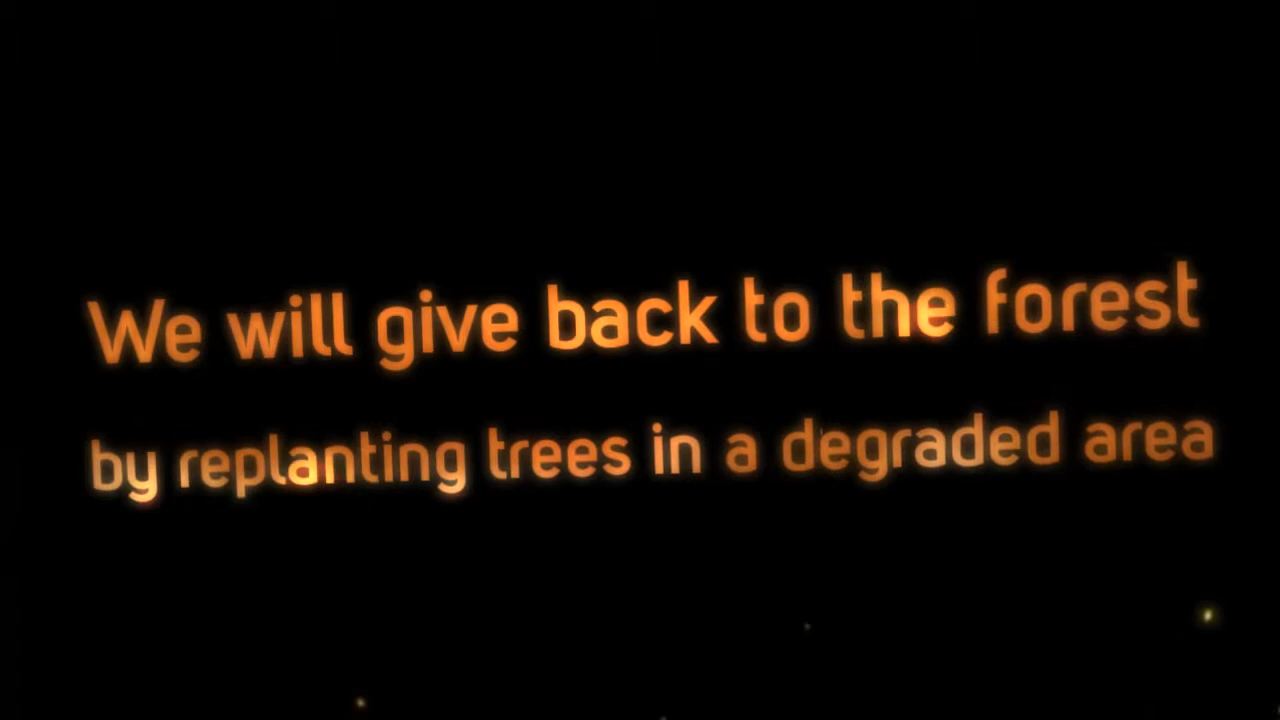 We will give back to the forest
by replanting trees in a degraded area